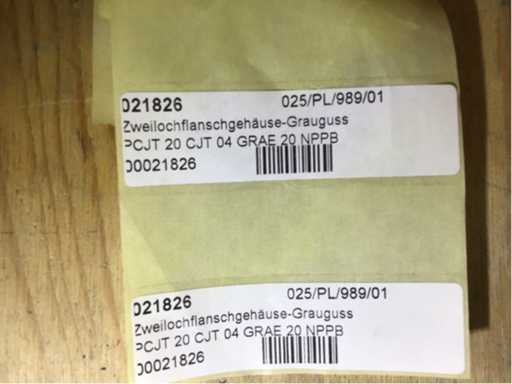 021826 025/PL/989/01
Zweilochflanschgehäuse-Grauguss
PCJT 20 CJT 04 GRAE 20 NPPB
00021826
021826 025/PL/989/01
Zweilochflanschgehäuse-Grauguss
PCJT 20 CJT 04 GRAE 20 NPPB
00021826